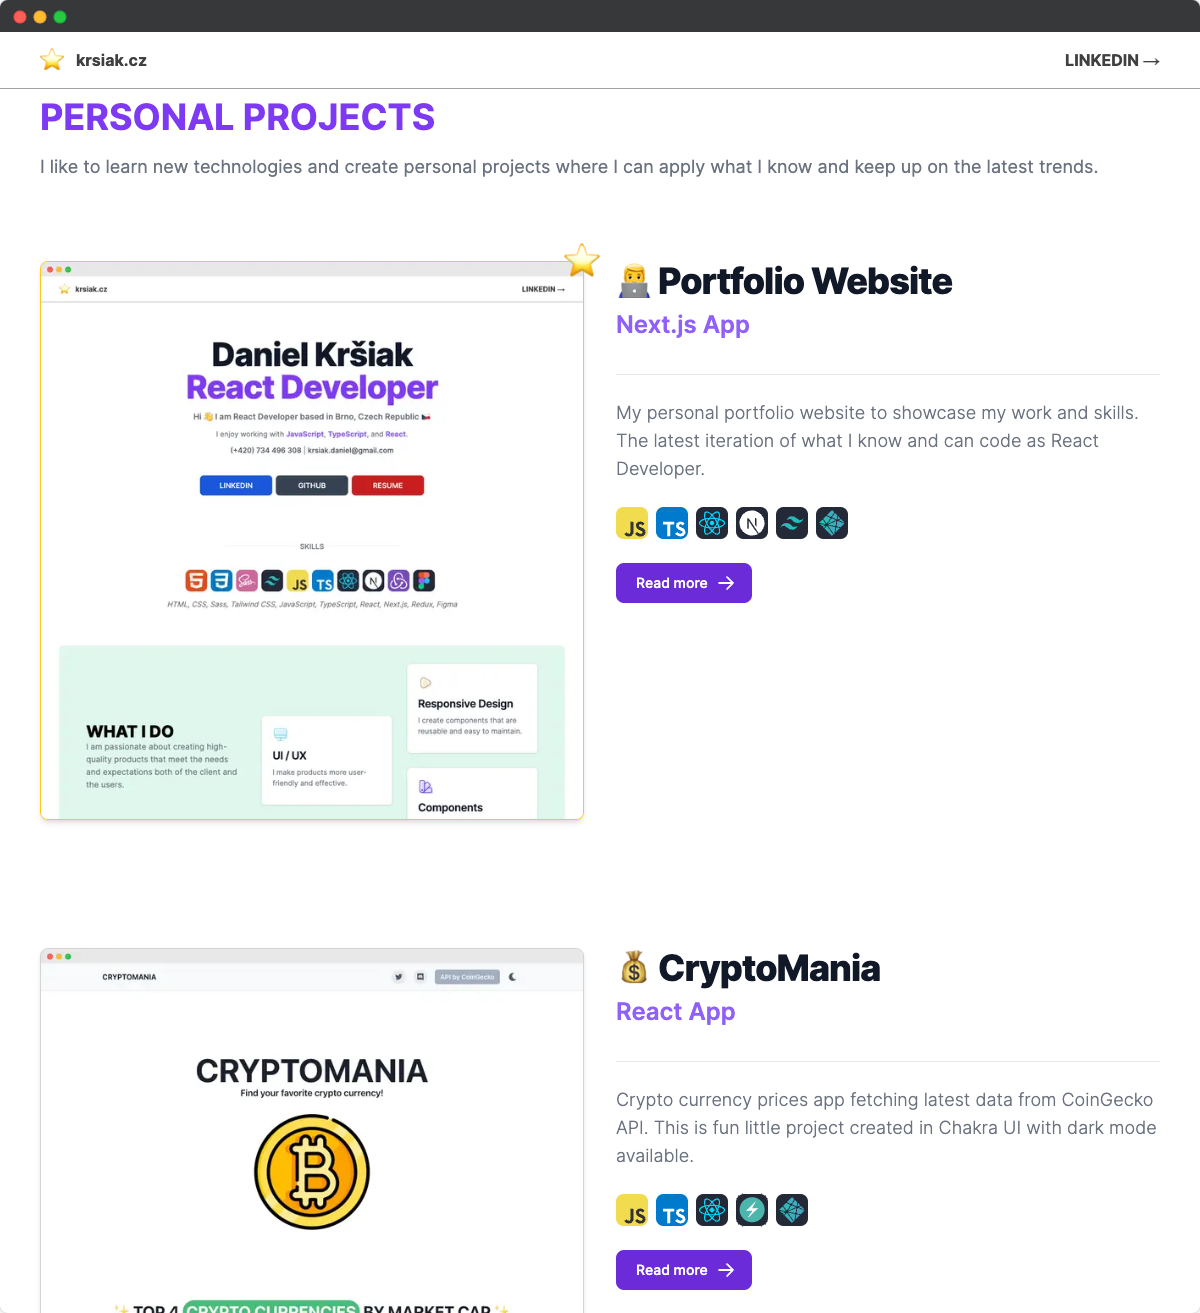 krsiak.cz
LINKEDIN →
PERSONAL PROJECTS
I like to learn new technologies and create personal projects where I can apply what I know and keep up on the latest trends.
krsiak.cz
LINKEDIN →
Daniel Kršiak
React Developer
Hi 👋 I am React Developer based in Brno, Czech Republic 🇨🇿
I enjoy working with JavaScript, TypeScript, and React.
(+420) 734 496 308 | krsiak.daniel@gmail.com
LINKEDIN
GITHUB
RESUME
SKILLS
JS
TS
N
HTML, CSS, Sass, Tailwind CSS, JavaScript, TypeScript, React, Next.js, Redux, Figma
WHAT I DO
I am passionate about creating high-
quality products that meet the needs
and expectations both of the client and
the users.
UI / UX
I make products more user-
friendly and effective.
Responsive Design
I create components that are
reusable and easy to maintain.
Components
Portfolio Website
Next.js App
My personal portfolio website to showcase my work and skills.
The latest iteration of what I know and can code as React
Developer.
JS
TS
N
Read more →
CRYPTOMANIA
API by CoinGecko
CRYPTOMANIA
Find your favorite crypto currency!
✨ TOP 4 CRYPTO CURRENCIES BY MARKET CAP ✨
CryptoMania
React App
Crypto currency prices app fetching latest data from CoinGecko
API. This is fun little project created in Chakra UI with dark mode
available.
JS
TS
Read more →